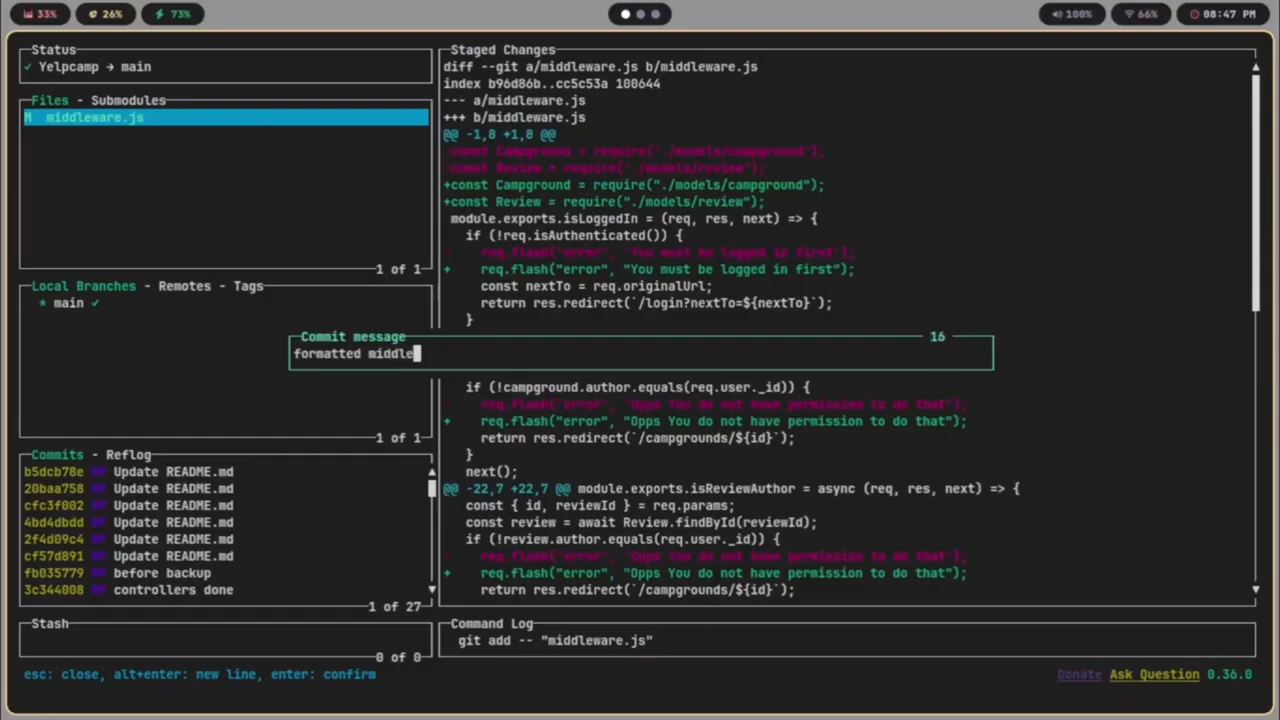 33% 26% 73% 100% 66% 08:47 PM
Status
✓ Yelpcamp → main
Files - Submodules
M middleware.js
1 of 1
Local Branches - Remotes - Tags
* main ✓
1 of 1
Commits - Reflog
b5dcb78e Update README.md
20baa758 Update README.md
cfc3f002 Update README.md
4bd4dbdd Update README.md
2f4d09c4 Update README.md
cf57d891 Update README.md
fb035779 before backup
3c344008 controllers done
1 of 27
Stash
0 of 0
Staged Changes
diff --git a/middleware.js b/middleware.js
index b96d86b..cc5c53a 100644
--- a/middleware.js
+++ b/middleware.js
@@ -1,8 +1,8 @@
-const Campground = require('./models/campground');
-const Review = require('./models/review');
+const Campground = require("./models/campground");
+const Review = require("./models/review");
module.exports.isLoggedIn = (req, res, next) => {
if (!req.isAuthenticated()) {
- req.flash('error', 'You must be logged in first');
+ req.flash("error", "You must be logged in first");
const nextTo = req.originalUrl;
return res.redirect(`/login?nextTo=${nextTo}`);
}
Commit message 16
formatted middle
if (!campground.author.equals(req.user._id)) {
- req.flash('error', 'Opps You do not have permission to do that');
+ req.flash("error", "Opps You do not have permission to do that");
return res.redirect(`/campgrounds/${id}`);
}
next();
@@ -22,7 +22,7 @@ module.exports.isReviewAuthor = async (req, res, next) => {
const { id, reviewId } = req.params;
const review = await Review.findById(reviewId);
if (!review.author.equals(req.user._id)) {
- req.flash('error', 'Opps You do not have permission to do that');
+ req.flash("error", "Opps You do not have permission to do that");
return res.redirect(`/campgrounds/${id}`);
Command Log
git add -- "middleware.js"
esc: close, alt+enter: new line, enter: confirm
Donate Ask Question 0.36.0